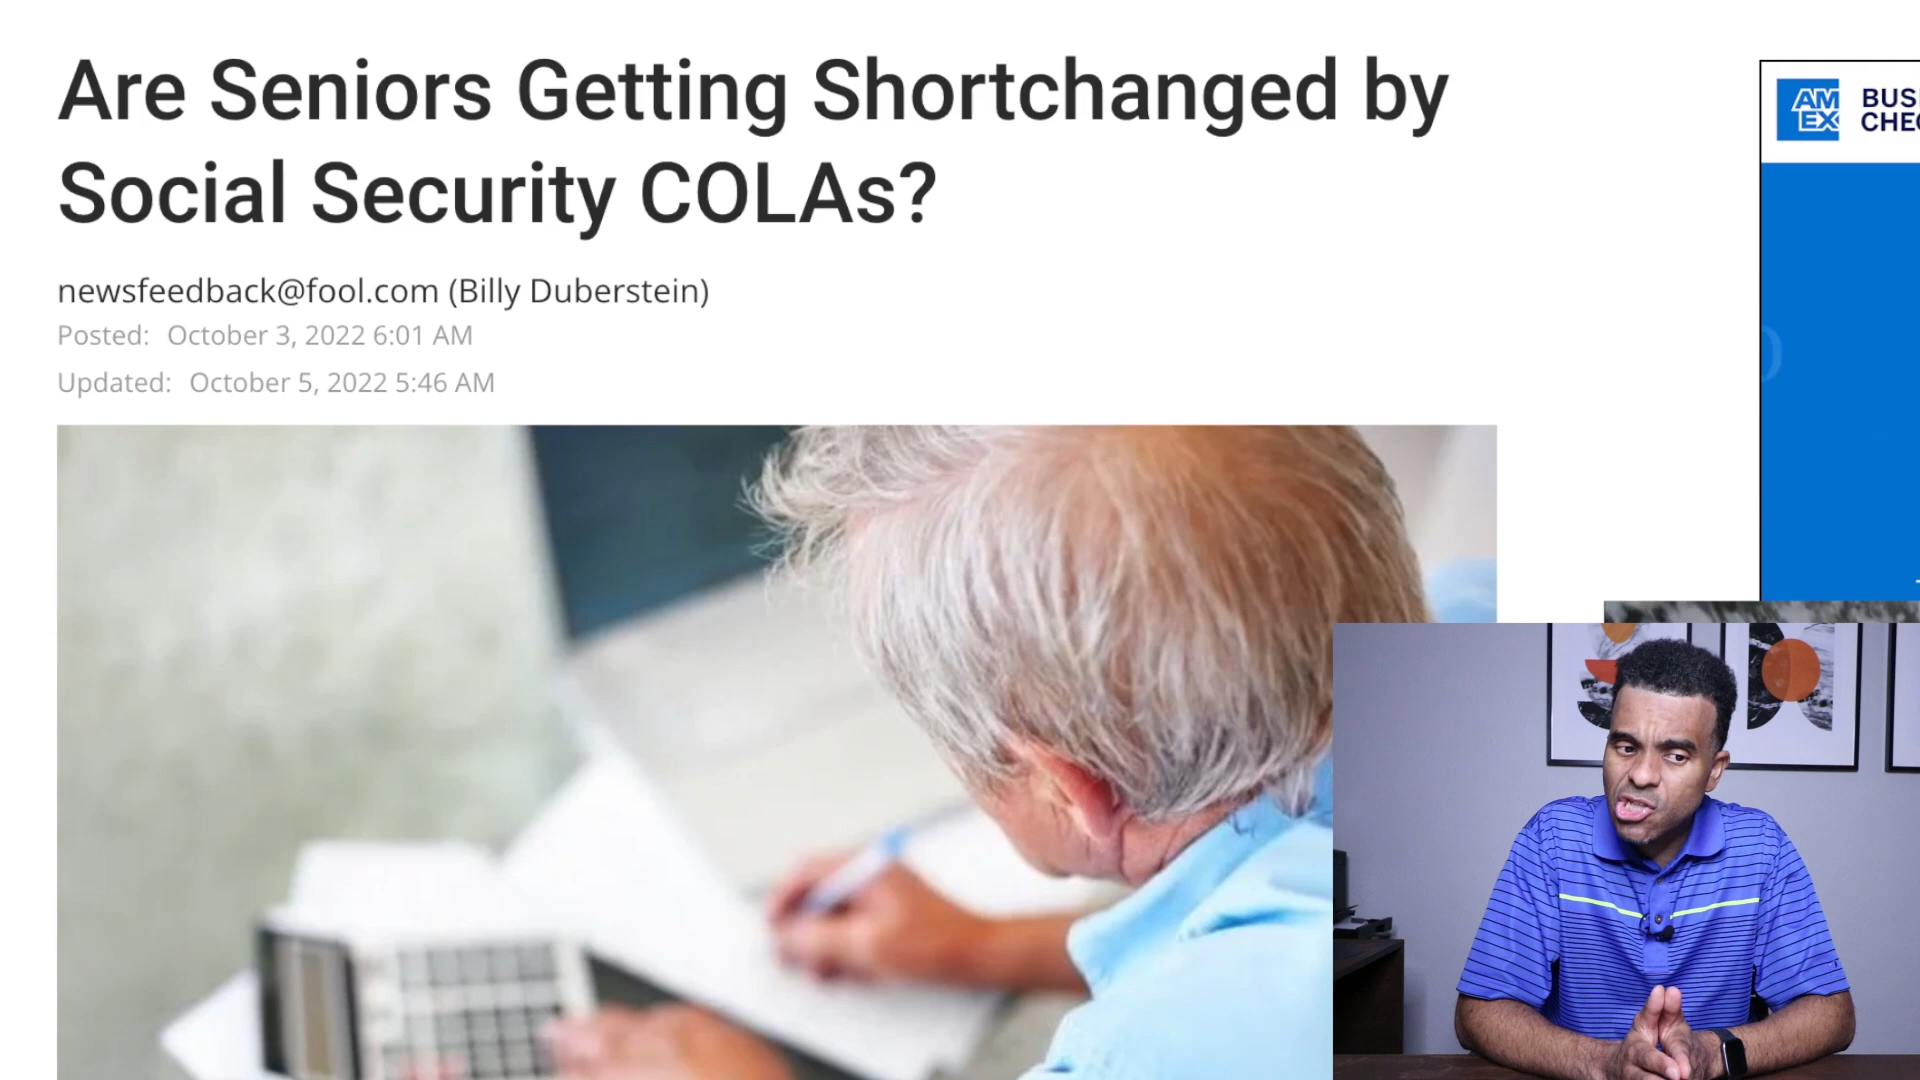 Are Seniors Getting Shortchanged by
Social Security COLAs?
newsfeedback@fool.com (Billy Duberstein)
Posted: October 3, 2022 6:01 AM
Updated: October 5, 2022 5:46 AM
AM
EX